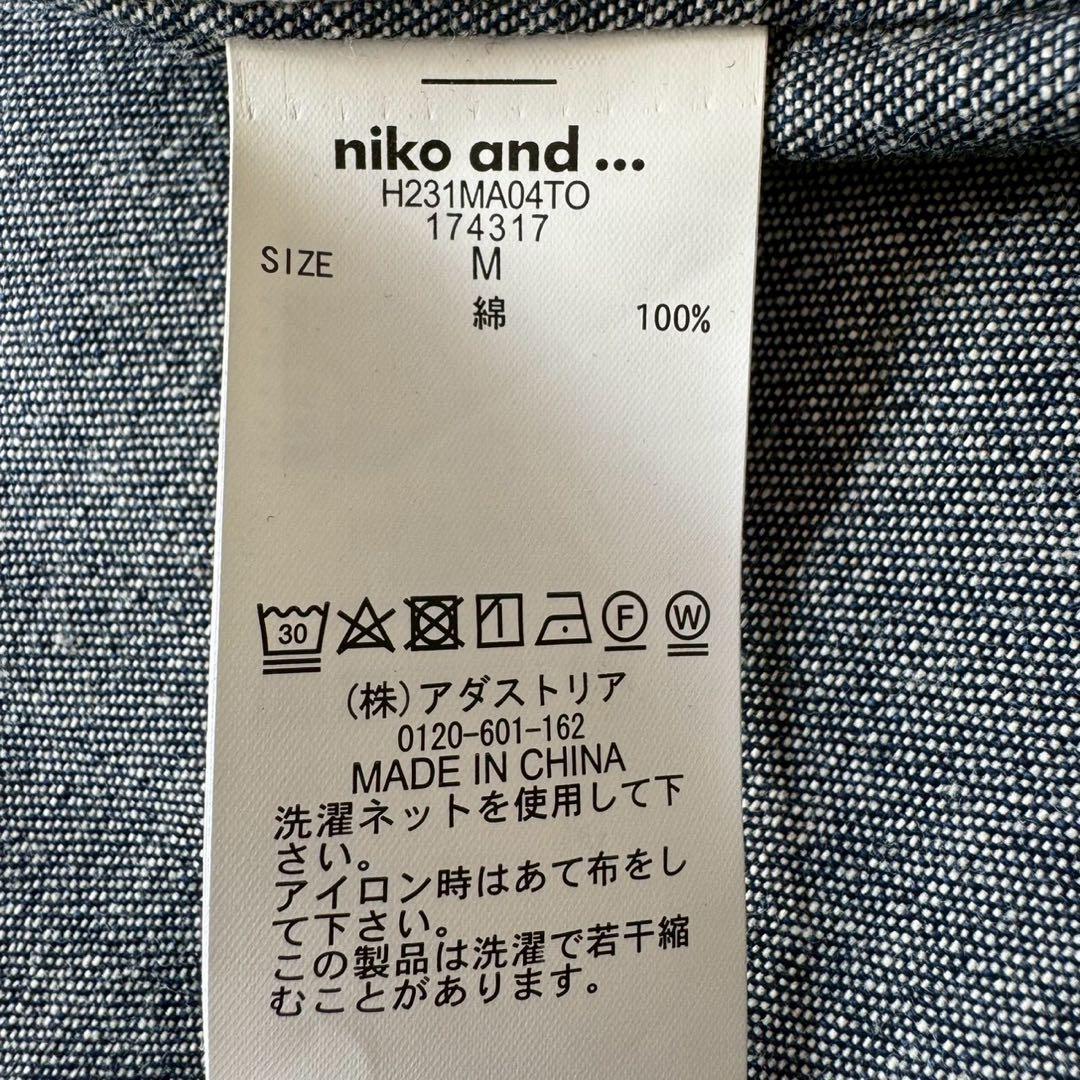 niko and ...
H231MA04TO
174317
SIZE M
綿 100%
30 F W
(株)アダストリア
0120-601-162
MADE IN CHINA
洗濯ネットを使用して下
さい。
アイロン時はあて布をし
て下さい。
この製品は洗濯で若干縮
むことがあります。